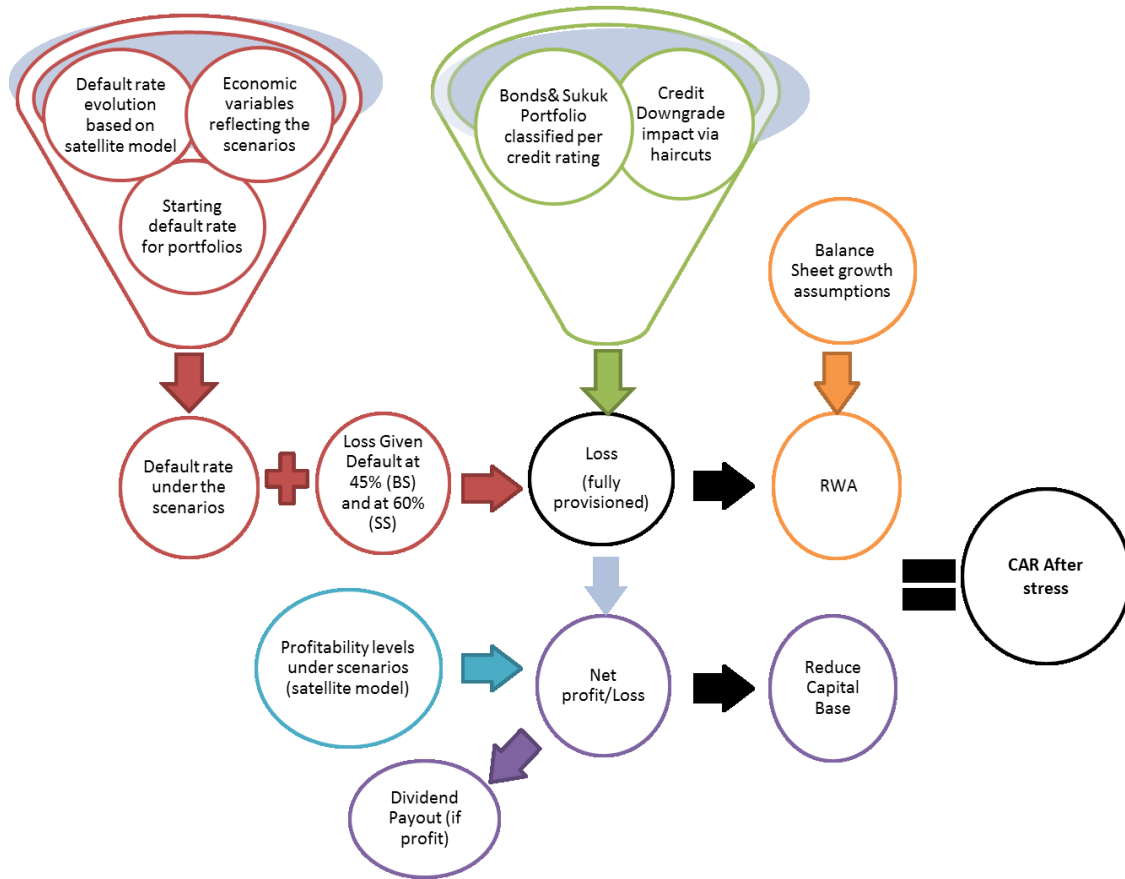 Default rate
evolution
based on
satellite model
Economic
variables
reflecting the
scenarios
Starting
default rate
for portfolios
Bonds& Sukuk
Portfolio
classified per
credit rating
Credit
Downgrade
impact via
haircuts
Balance
Sheet growth
assumptions
Default rate
under the
scenarios
Loss Given
Default at
45% (BS)
and at 60%
(SS)
Loss
(fully
provisioned)
RWA
CAR After
stress
Profitability levels
under scenarios
(satellite model)
Net
profit/Loss
Reduce
Capital
Base
Dividend
Payout (if
profit)